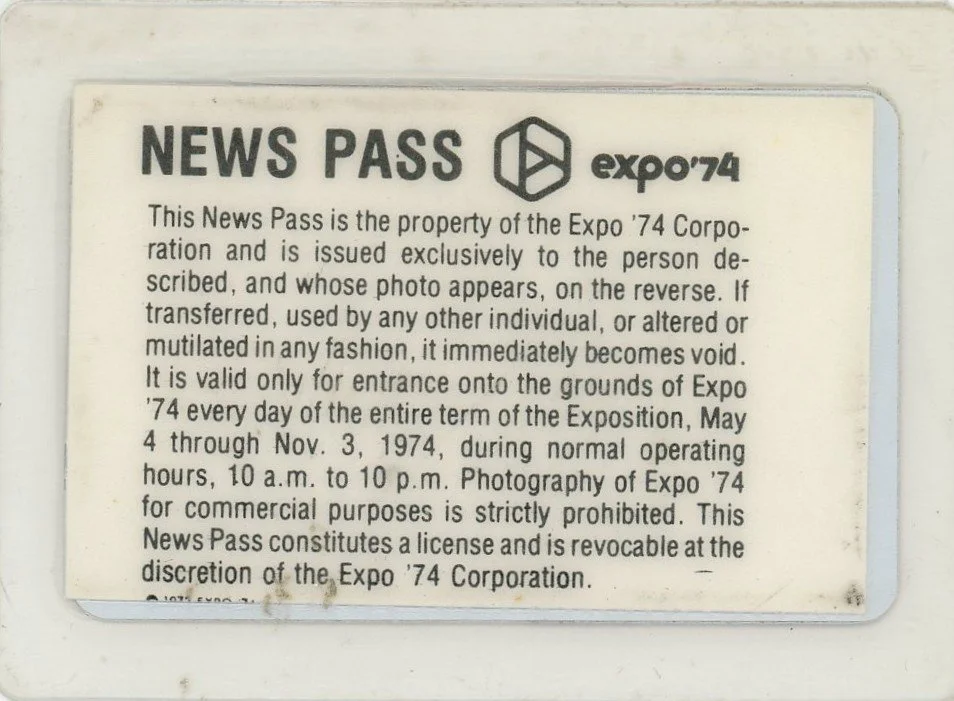 NEWS PASS expo'74
This News Pass is the property of the Expo '74 Corpo-
ration and is issued exclusively to the person de-
scribed, and whose photo appears, on the reverse. If
transferred, used by any other individual, or altered or
mutilated in any fashion, it immediately becomes void.
It is valid only for entrance onto the grounds of Expo
'74 every day of the entire term of the Exposition, May
4 through Nov. 3, 1974, during normal operating
hours, 10 a.m. to 10 p.m. Photography of Expo '74
for commercial purposes is strictly prohibited. This
News Pass constitutes a license and is revocable at the
discretion of the Expo '74 Corporation.